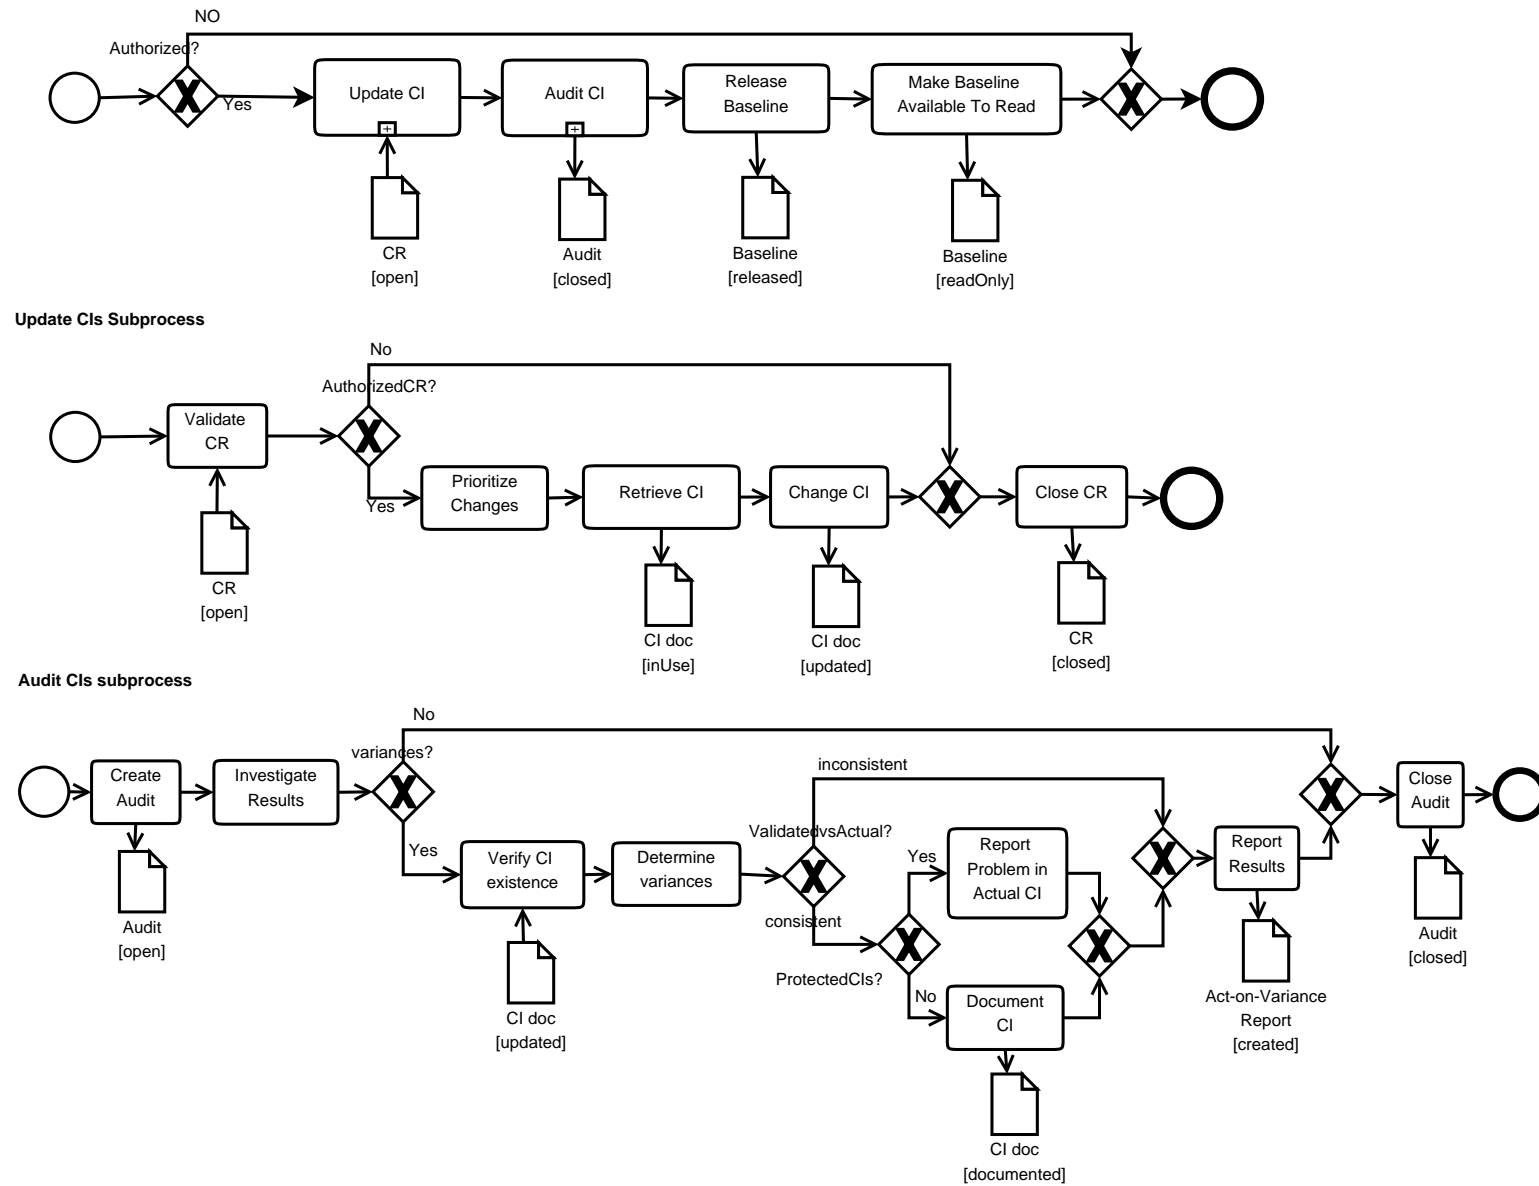 NO
Authorized?
Yes
Update CI
Audit CI
Release
Baseline
Make Baseline
Available To Read
CR
[open]
Audit
[closed]
Baseline
[released]
Baseline
[readOnly]
Update CIs Subprocess
No
AuthorizedCR?
Validate
CR
Yes
Prioritize
Changes
Retrieve CI
Change CI
Close CR
CR
[open]
CI doc
[inUse]
CI doc
[updated]
CR
[closed]
Audit CIs subprocess
No
variances?
Create
Audit
Investigate
Results
Yes
Verify CI
existence
Determine
variances
inconsistent
ValidatedvsActual?
consistent
ProtectedCIs?
Yes
Report
Problem in
Actual CI
No
Document
CI
Report
Results
Close
Audit
Audit
[open]
CI doc
[updated]
CI doc
[documented]
Act-on-Variance
Report
[created]
Audit
[closed]